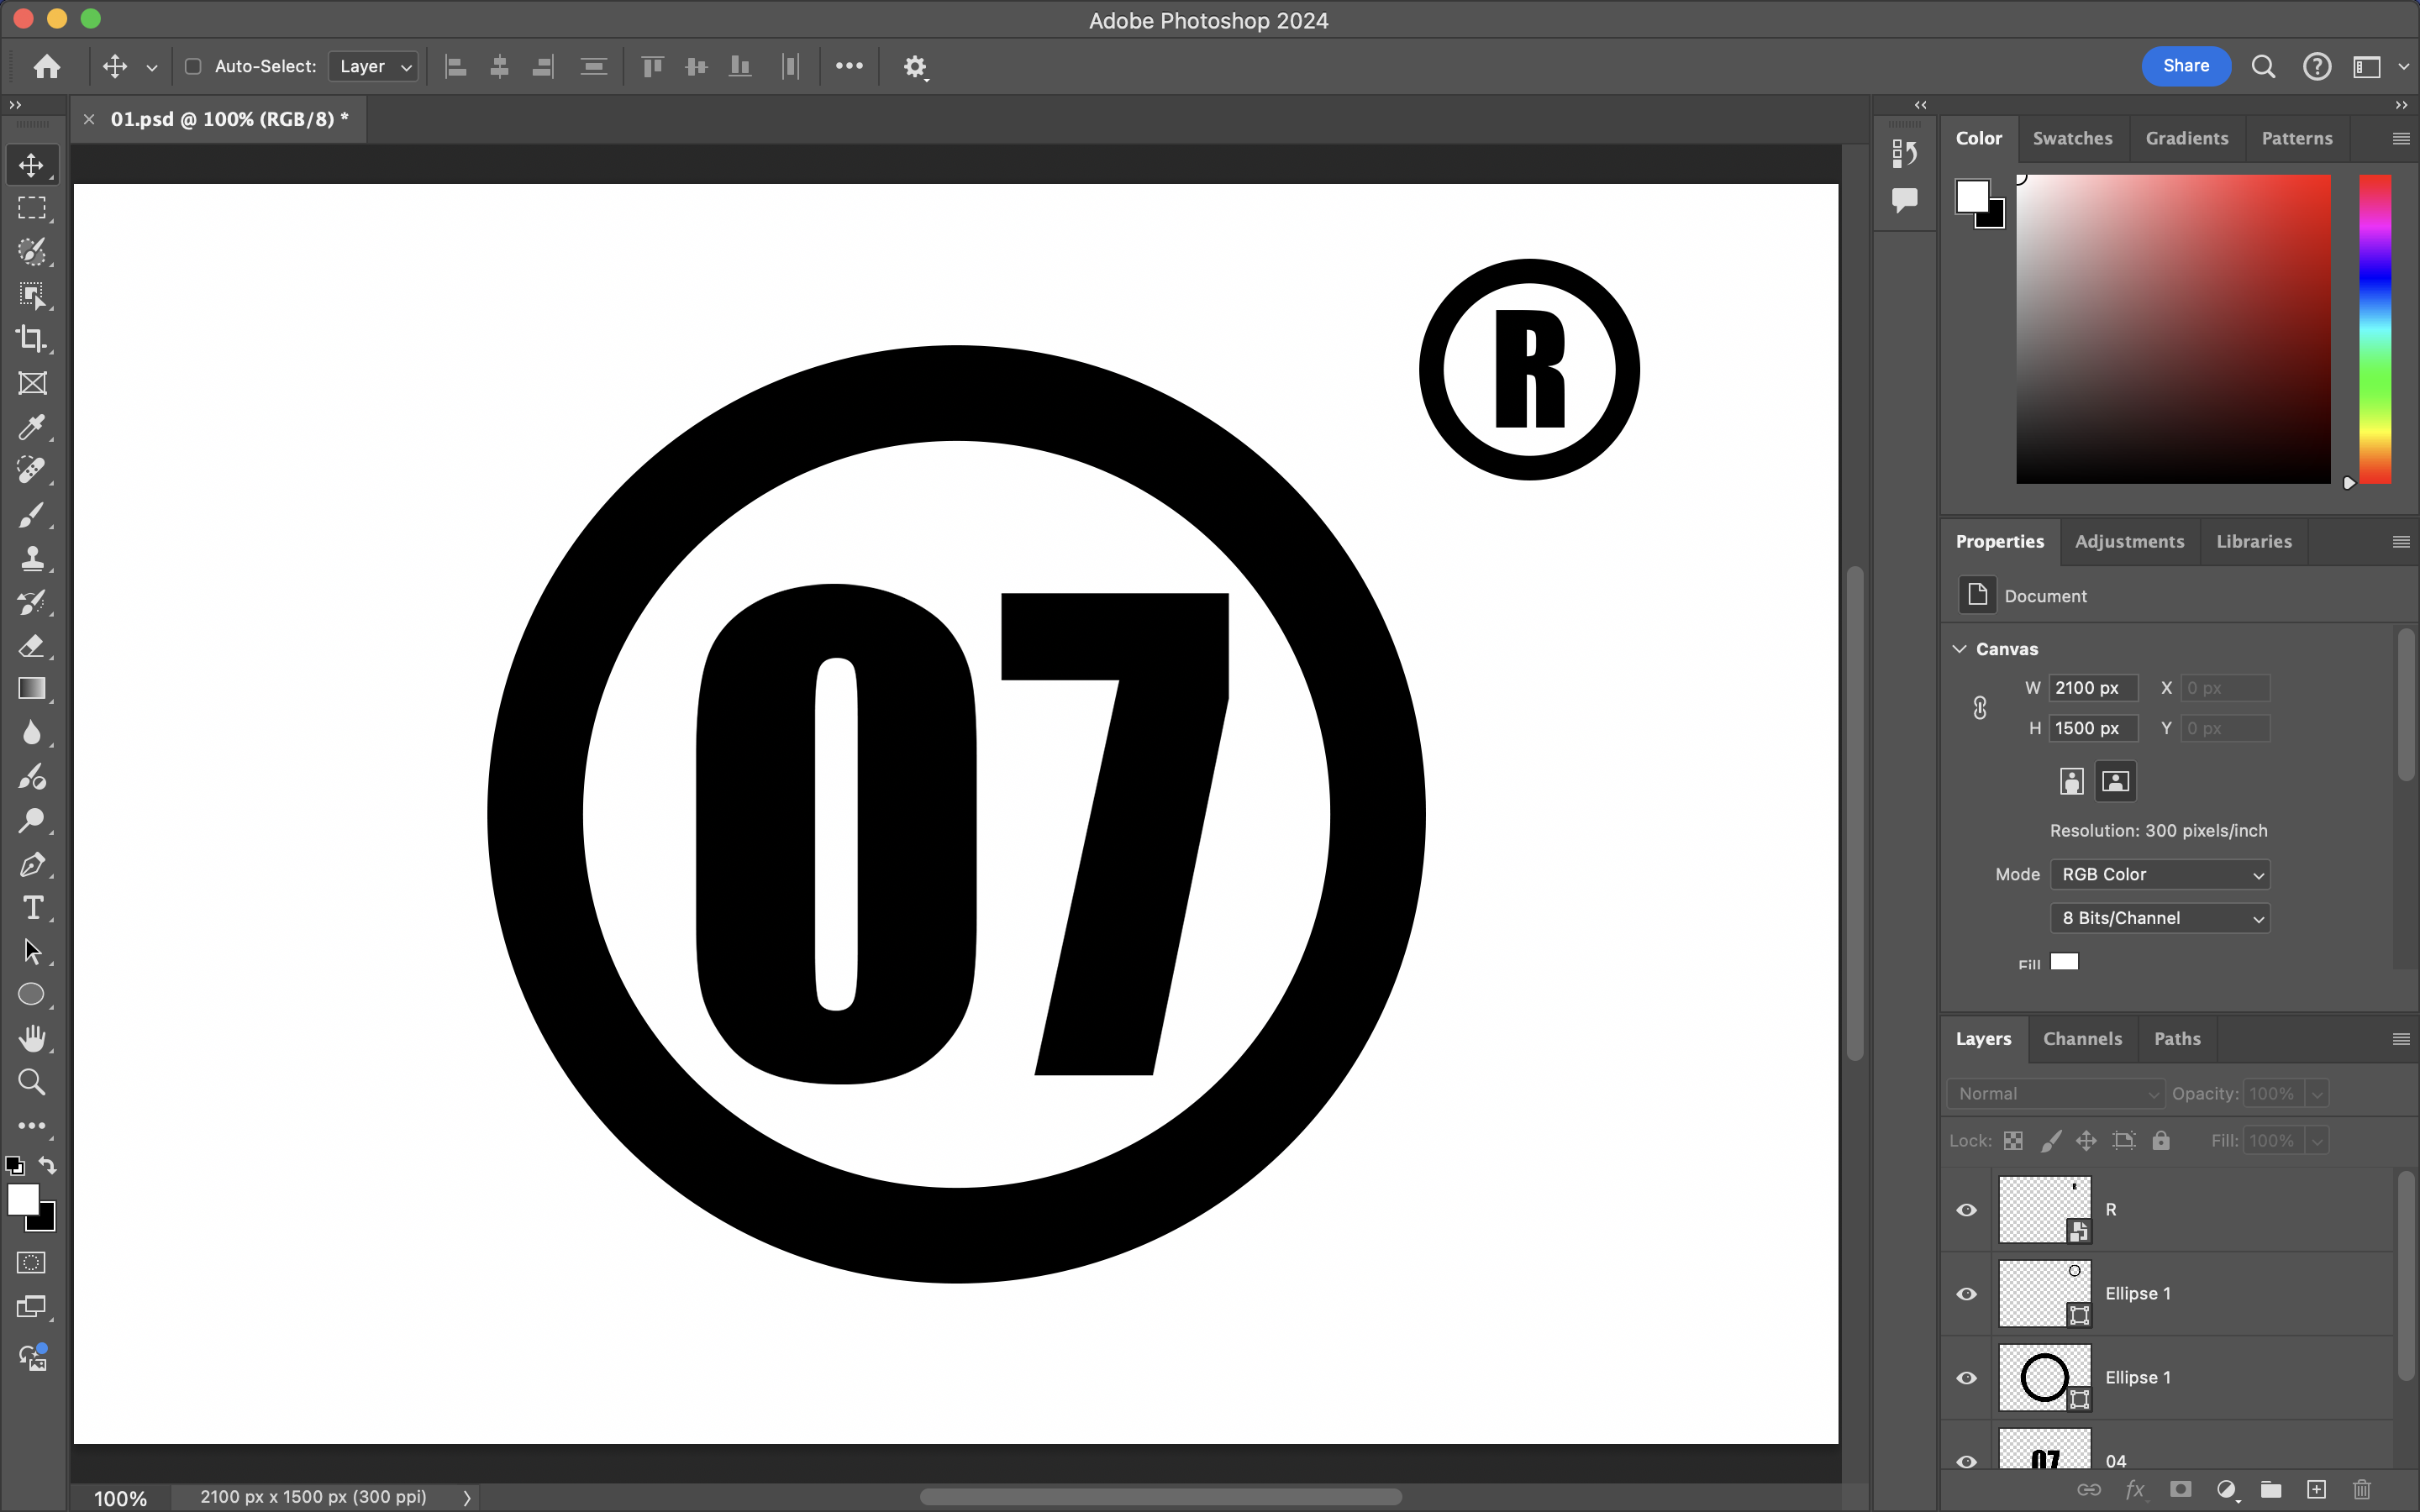 Adobe Photoshop 2024
Auto-Select: Layer
Share
01.psd @ 100% (RGB/8) *
Color Swatches Gradients Patterns
R
07
Properties Adjustments Libraries
Document
Canvas
W 2100 px X 0 px
H 1500 px Y 0 px
Resolution: 300 pixels/inch
Mode RGB Color
8 Bits/Channel
Fill
Layers Channels Paths
Normal Opacity: 100%
Lock: Fill: 100%
R
Ellipse 1
Ellipse 1
07 04
fx
100% 2100 px x 1500 px (300 ppi)